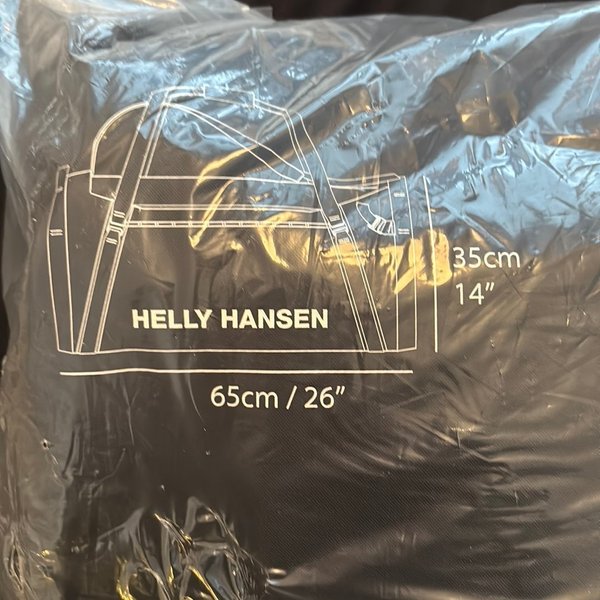 35cm
14”
HELLY HANSEN
65cm / 26”